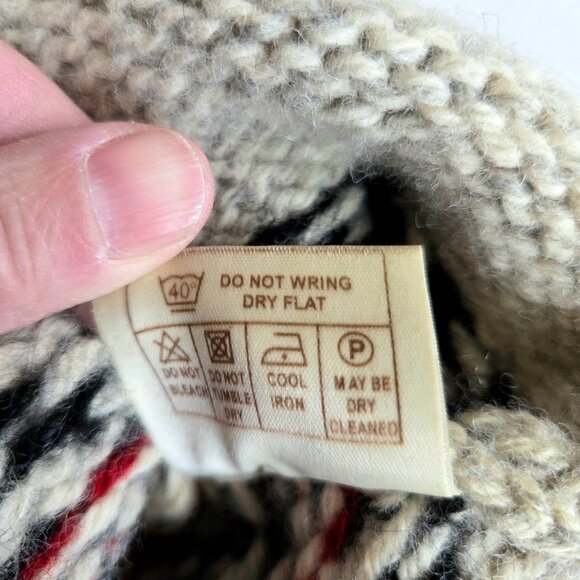 40° DO NOT WRING
DRY FLAT
DO NOT BLEACH
DO NOT TUMBLE DRY
COOL IRON
P
MAY BE DRY CLEANED